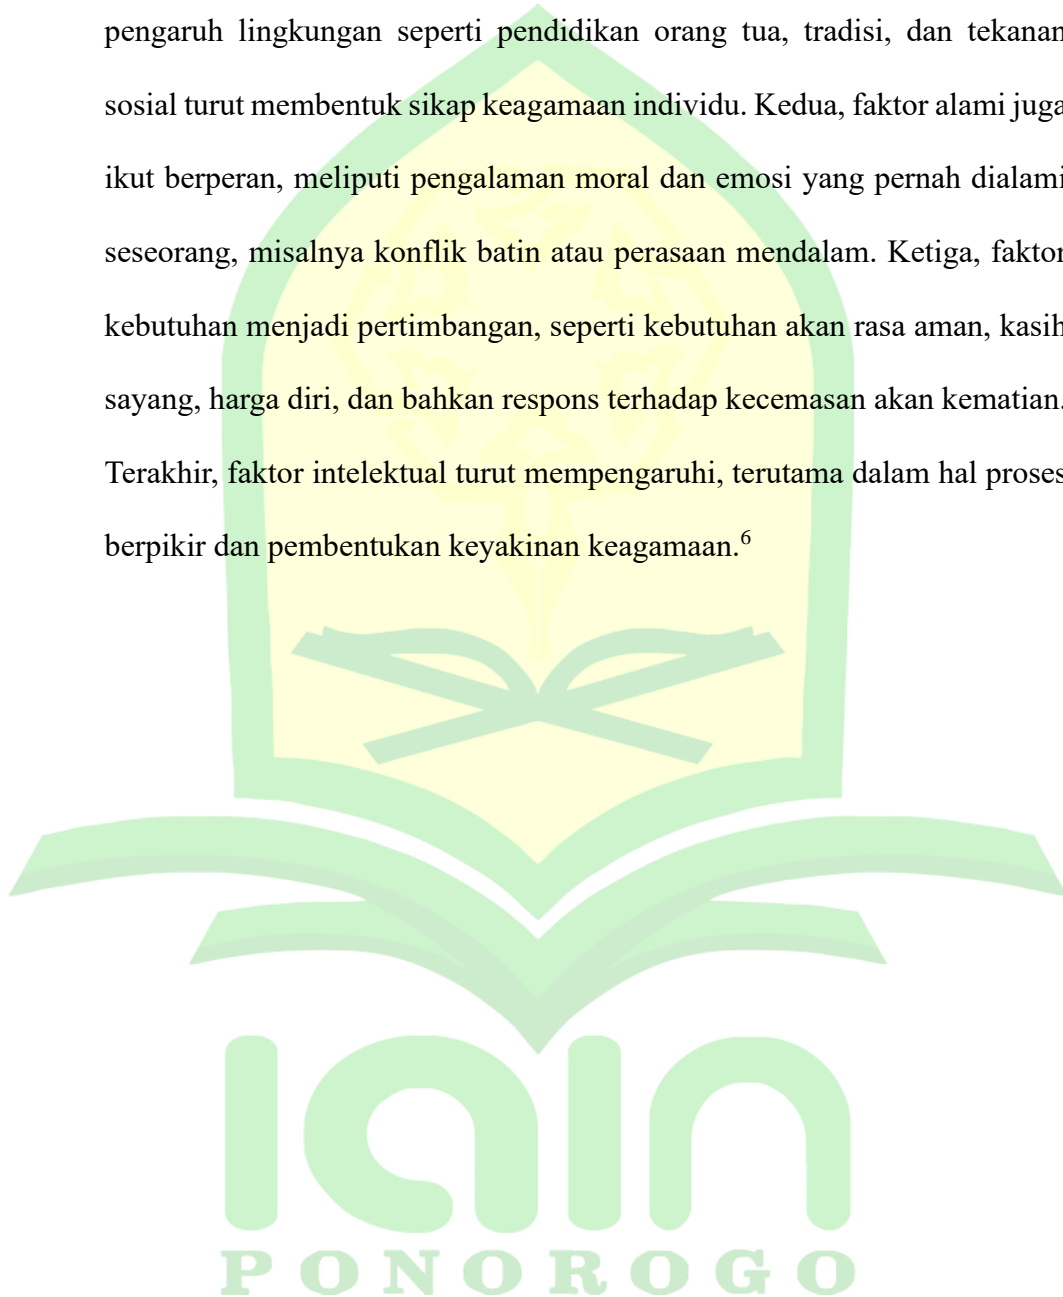 pengaruh lingkungan seperti pendidikan orang tua, tradisi, dan tekanan
sosial turut membentuk sikap keagamaan individu. Kedua, faktor alami juga
ikut berperan, meliputi pengalaman moral dan emosi yang pernah dialami
seseorang, misalnya konflik batin atau perasaan mendalam. Ketiga, faktor
kebutuhan menjadi pertimbangan, seperti kebutuhan akan rasa aman, kasih
sayang, harga diri, dan bahkan respons terhadap kecemasan akan kematian.
Terakhir, faktor intelektual turut mempengaruhi, terutama dalam hal proses
berpikir dan pembentukan keyakinan keagamaan.⁶
IAIN
PONOROGO